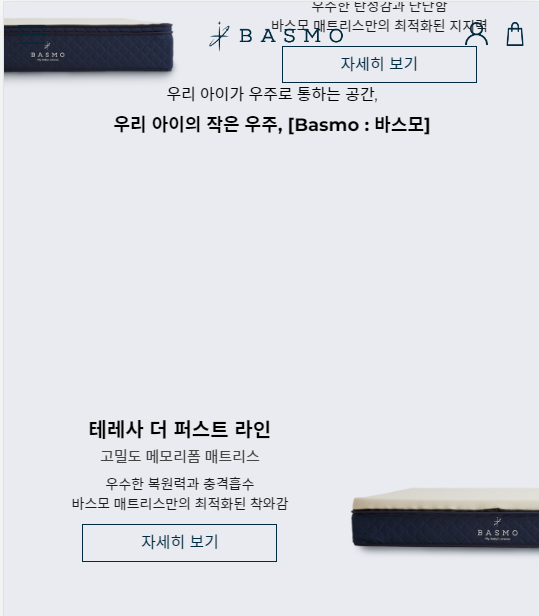 우수한 탄성감과 단단함
바스모 매트리스만의 최적화된 지지력
BASMO
BASMO
자세히 보기
우리 아이가 우주로 통하는 공간,
우리 아이의 작은 우주, [Basmo : 바스모]
테레사 더 퍼스트 라인
고밀도 메모리폼 매트리스
우수한 복원력과 충격흡수
바스모 매트리스만의 최적화된 착와감
자세히 보기
BASMO